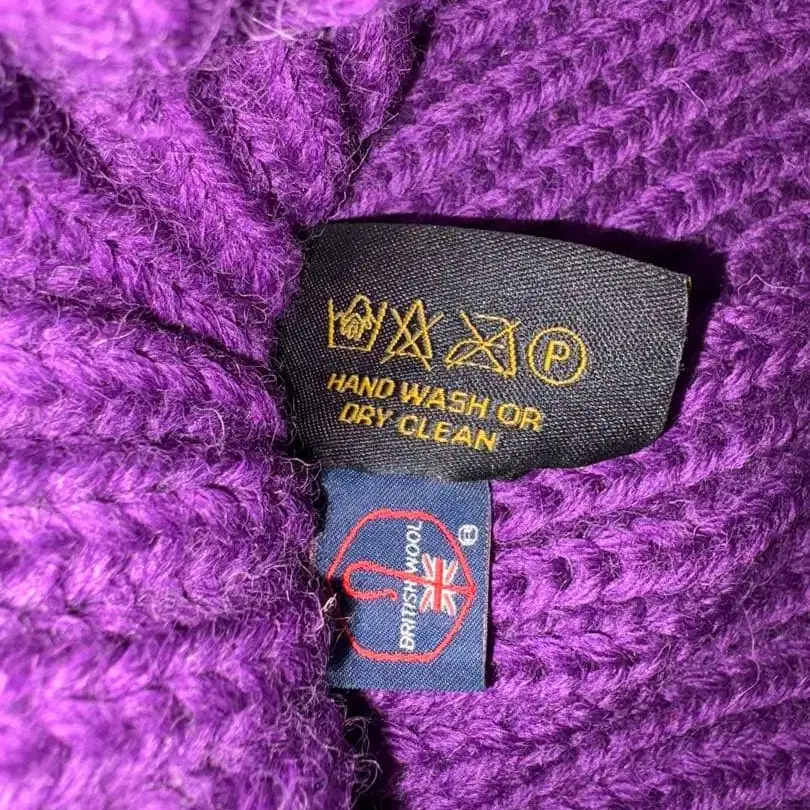 P
HAND WASH OR
DRY CLEAN
BRITISH WOOL
®